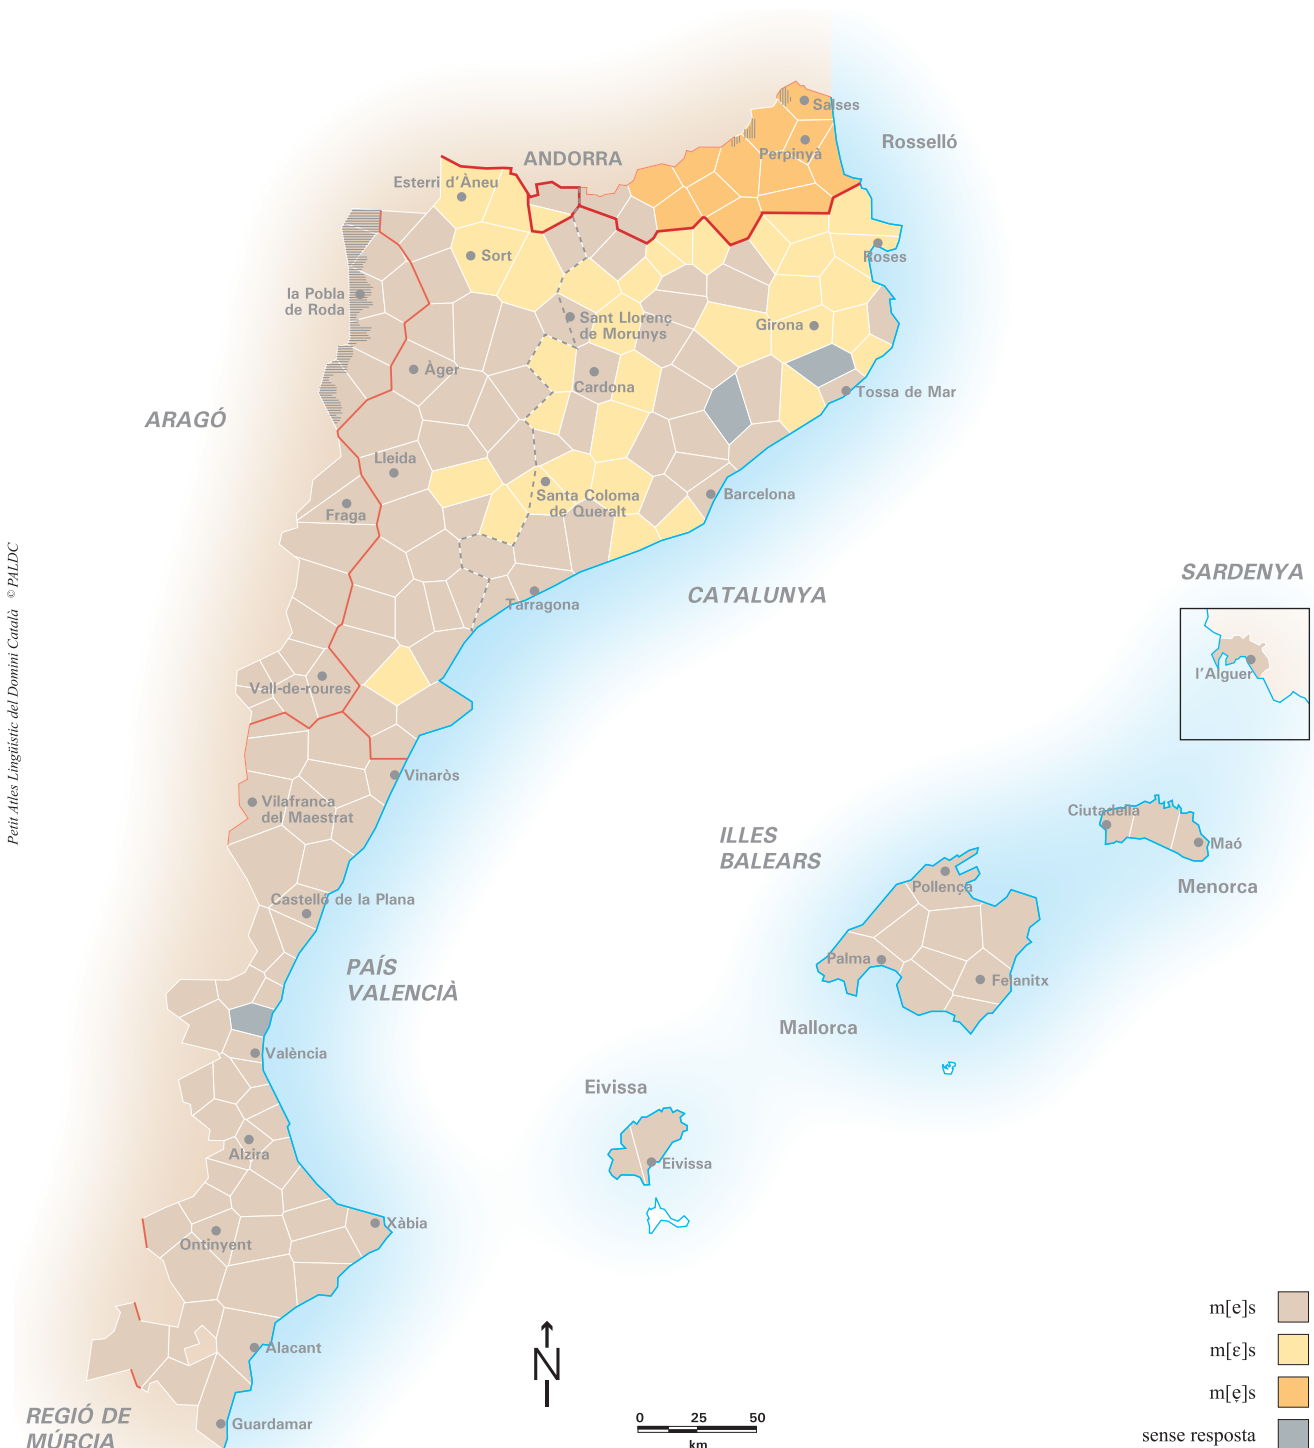 Salses
Rosselló
Perpinyà
ANDORRA
Esterri d'Àneu
Sort
Roses
la Pobla
de Roda
Sant Llorenç
de Morunys
Girona
Àger
Cardona
Tossa de Mar
ARAGÓ
Lleida
Santa Coloma
de Queralt
Barcelona
Fraga
Tarragona
CATALUNYA
SARDENYA
l'Alguer
Petit Atles Lingüístic del Domini Català © PALDC
Vall-de-roures
Vinaròs
Vilafranca
del Maestrat
ILLES
BALEARS
Ciutadella
Maó
Menorca
Pollença
Castelló de la Plana
PAÍS
VALENCIÀ
Palma
Felanitx
Mallorca
València
Eivissa
Alzira
Eivissa
Xàbia
Ontinyent
Alacant
Guardamar
REGIÓ DE
MÚRCIA
N
0 25 50
km
m[e]s
m[ɛ]s
m[ẹ]s
sense resposta